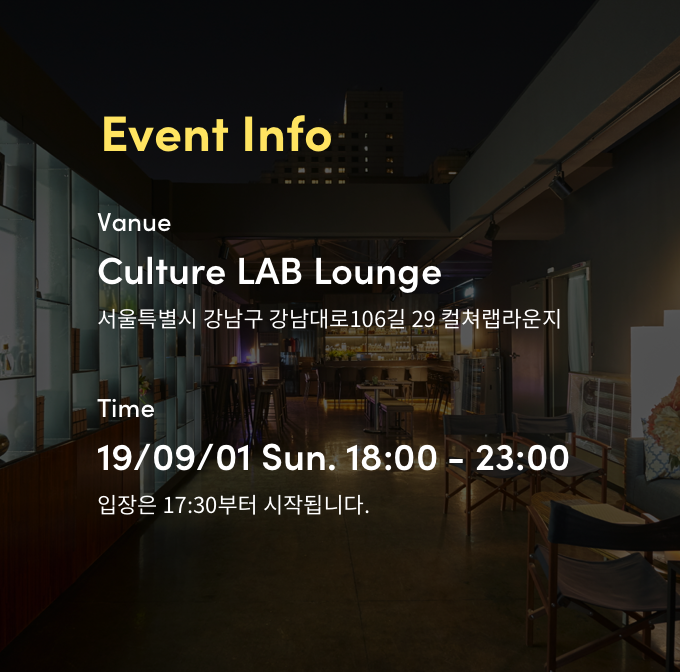 Event Info
Vanue
Culture LAB Lounge
서울특별시 강남구 강남대로106길 29 컬쳐랩라운지
Time
19/09/01 Sun. 18:00 - 23:00
입장은 17:30부터 시작됩니다.